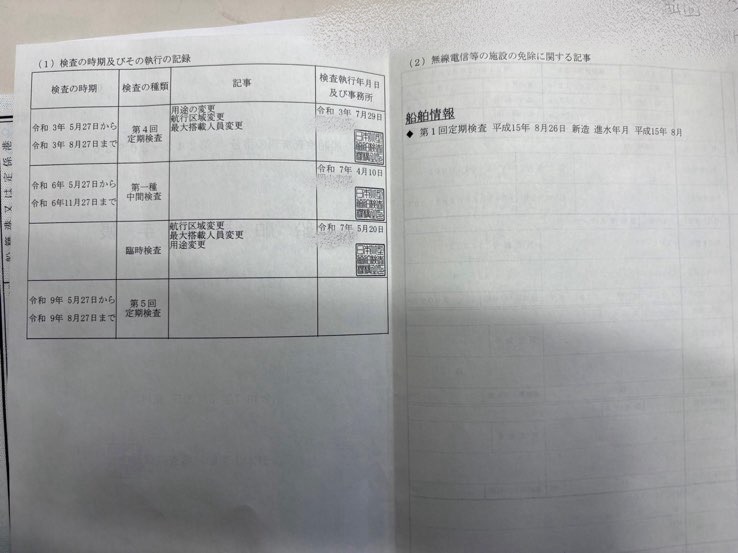 (1) 検査の時期及びその執行の記録
検査の時期
検査の種類
記事
検査執行年月日
及び事務所
令和 3年 5月27日から
令和 3年 8月27日まで
第4回
定期検査
用途の変更
航行区域変更
最大搭載人員変更
令和 3年 7月29日
令和 6年 5月27日から
令和 6年11月27日まで
第一種
中間検査
令和 7年 4月10日
臨時検査
航行区域変更
最大搭載人員変更
用途変更
令和 7年 5月20日
令和 9年 5月27日から
令和 9年 8月27日まで
第5回
定期検査
(2) 無線電信等の施設の免除に関する記事
船舶情報
◆ 第1回定期検査 平成15年 8月26日 新造 進水年月 平成15年 8月